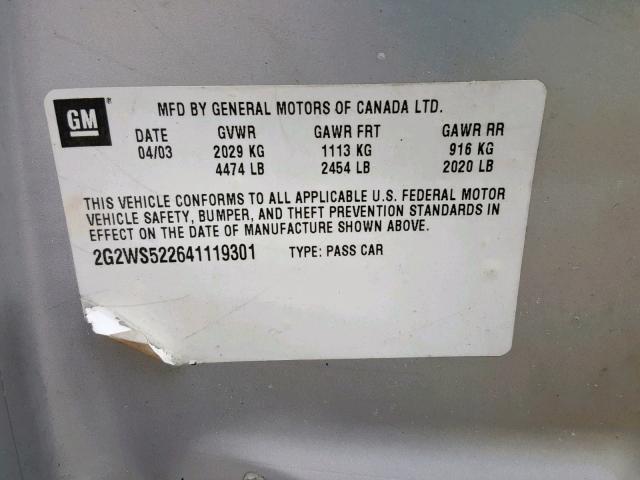 GM ® MFD BY GENERAL MOTORS OF CANADA LTD.
DATE GVWR GAWR FRT GAWR RR
04/03 2029 KG 1113 KG 916 KG
4474 LB 2454 LB 2020 LB
THIS VEHICLE CONFORMS TO ALL APPLICABLE U.S. FEDERAL MOTOR
VEHICLE SAFETY, BUMPER, AND THEFT PREVENTION STANDARDS IN
EFFECT ON THE DATE OF MANUFACTURE SHOWN ABOVE.
2G2WS522641119301 TYPE: PASS CAR